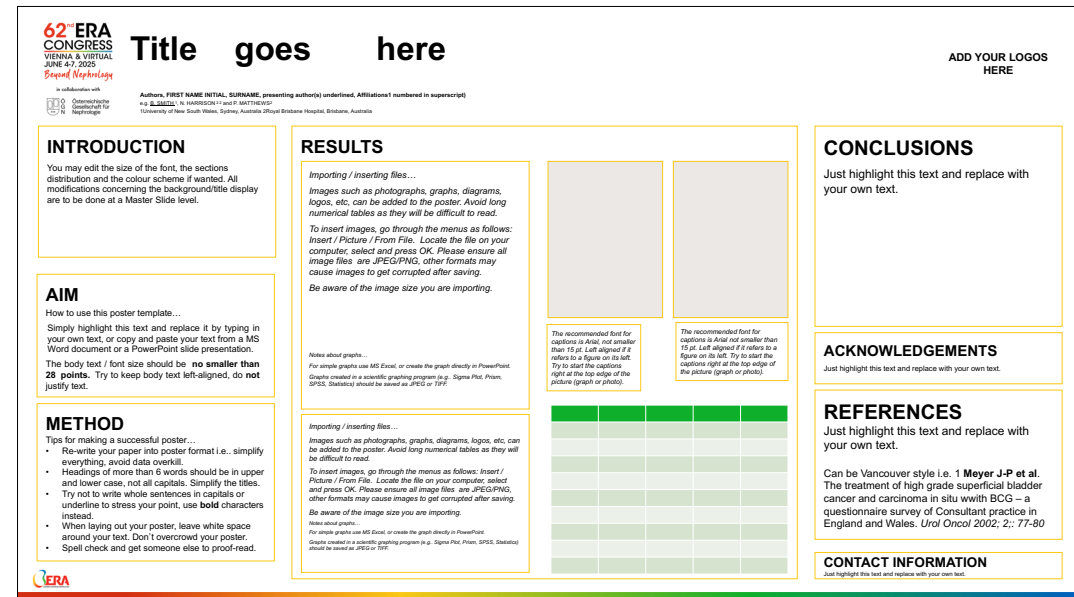 62nd ERA
CONGRESS
VIENNA & VIRTUAL
JUNE 4-7, 2025
Beyond Nephrology
in collaboration with
Ö Österreichische
G Gesellschaft für
N Nephrologie
Title goes here
Authors, FIRST NAME INITIAL, SURNAME, presenting author(s) underlined, Affiliations1 numbered in superscript)
e.g. B. SMITH 1, N. HARRISON 2 3 and P. MATTHEWS2
1University of New South Wales, Sydney, Australia 2Royal Brisbane Hospital, Brisbane, Australia
ADD YOUR LOGOS
HERE
INTRODUCTION
You may edit the size of the font, the sections
distribution and the colour scheme if wanted. All
modifications concerning the background/title display
are to be done at a Master Slide level.
AIM
How to use this poster template…
Simply highlight this text and replace it by typing in
your own text, or copy and paste your text from a MS
Word document or a PowerPoint slide presentation.
The body text / font size should be no smaller than
28 points. Try to keep body text left-aligned, do not
justify text.
METHOD
Tips for making a successful poster…
• Re-write your paper into poster format i.e.. simplify
everything, avoid data overkill.
• Headings of more than 6 words should be in upper
and lower case, not all capitals. Simplify the titles.
• Try not to write whole sentences in capitals or
underline to stress your point, use bold characters
instead.
• When laying out your poster, leave white space
around your text. Don´t overcrowd your poster.
• Spell check and get someone else to proof-read.
ERA
RESULTS
Importing / inserting files…
Images such as photographs, graphs, diagrams,
logos, etc, can be added to the poster. Avoid long
numerical tables as they will be difficult to read.
To insert images, go through the menus as follows:
Insert / Picture / From File. Locate the file on your
computer, select and press OK. Please ensure all
image files are JPEG/PNG, other formats may
cause images to get corrupted after saving.
Be aware of the image size you are importing.
Notes about graphs…
For simple graphs use MS Excel, or create the graph directly in PowerPoint.
Graphs created in a scientific graphing program (e.g.. Sigma Plot, Prism,
SPSS, Statistics) should be saved as JPEG or TIFF.
Importing / inserting files…
Images such as photographs, graphs, diagrams, logos, etc, can
be added to the poster. Avoid long numerical tables as they will
be difficult to read.
To insert images, go through the menus as follows: Insert /
Picture / From File. Locate the file on your computer, select
and press OK. Please ensure all image files are JPEG/PNG,
other formats may cause images to get corrupted after saving.
Be aware of the image size you are importing.
Notes about graphs…
For simple graphs use MS Excel, or create the graph directly in PowerPoint.
Graphs created in a scientific graphing program (e.g.. Sigma Plot, Prism, SPSS, Statistics)
should be saved as JPEG or TIFF.
The recommended font for
captions is Arial, not smaller
than 15 pt. Left aligned if it
refers to a figure on its left.
Try to start the captions
right at the top edge of the
picture (graph or photo).
The recommended font for
captions is Arial, not smaller than
15 pt. Left aligned if it refers to a
figure on its left. Try to start the
captions right at the top edge of
the picture (graph or photo).
CONCLUSIONS
Just highlight this text and replace with
your own text.
ACKNOWLEDGEMENTS
Just highlight this text and replace with your own text.
REFERENCES
Just highlight this text and replace with
your own text.
Can be Vancouver style i.e. 1 Meyer J-P et al.
The treatment of high grade superficial bladder
cancer and carcinoma in situ wwith BCG – a
questionnaire survey of Consultant practice in
England and Wales. Urol Oncol 2002; 2;: 77-80
CONTACT INFORMATION
Just highlight this text and replace with your own text.